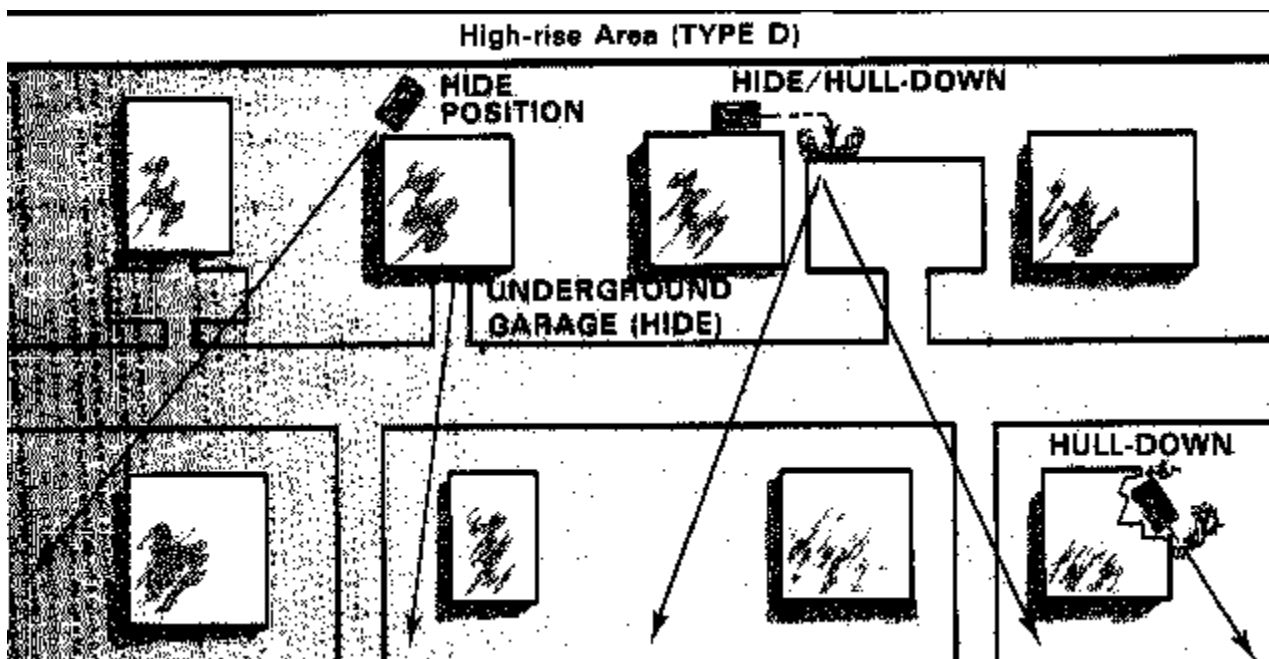 High-rise Area (TYPE D)
HIDE
POSITION
HIDE/HULL-DOWN
UNDERGROUND
GARAGE (HIDE)
HULL-DOWN